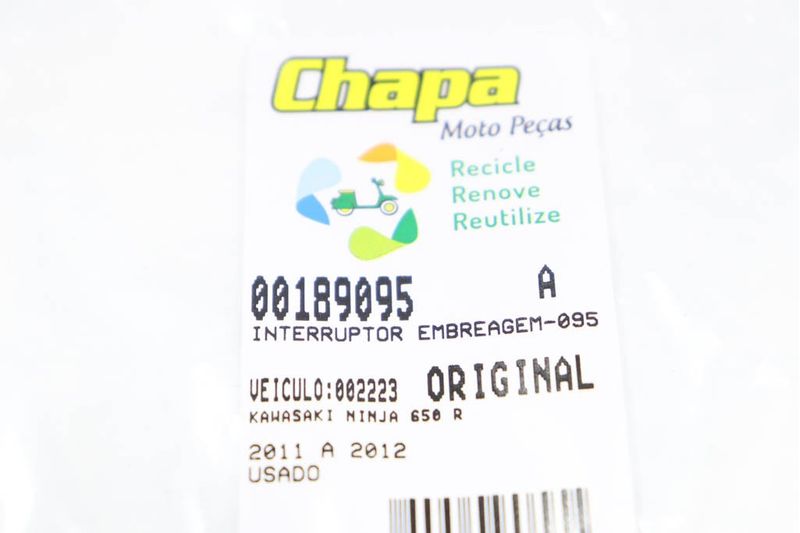 Chapa
Moto Peças
Recicle
Renove
Reutilize
00189095 A
INTERRUPTOR EMBREAGEM-095
VEICULO:002223 ORIGINAL
KAWASAKI NINJA 650 R
2011 A 2012
USADO